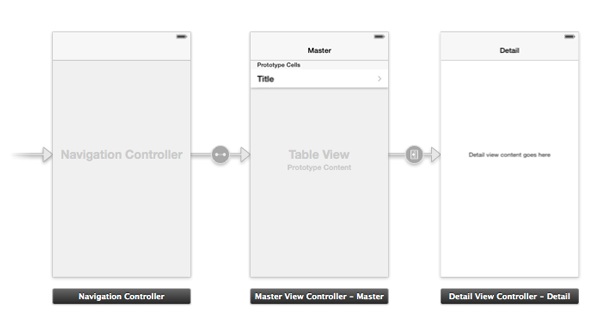 Master
Prototype Cells
Title
Navigation Controller
Table View
Prototype Content
Detail
Detail view content goes here
Navigation Controller
Master View Controller – Master
Detail View Controller – Detail